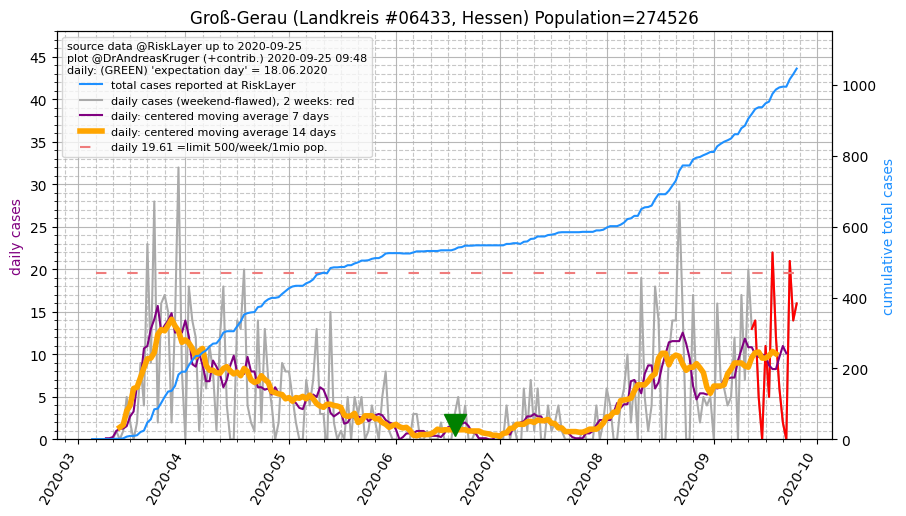 Groß-Gerau (Landkreis #06433, Hessen) Population=274526
source data @RiskLayer up to 2020-09-25
plot @DrAndreasKruger (+contrib.) 2020-09-25 09:48
daily: (GREEN) 'expectation day' = 18.06.2020
total cases reported at RiskLayer
daily cases (weekend-flawed), 2 weeks: red
daily: centered moving average 7 days
daily: centered moving average 14 days
daily 19.61 =limit 500/week/1mio pop.
daily cases
45
40
35
30
25
20
15
10
5
0
1000
800
600
400
200
0
cumulative total cases
2020-03
2020-04
2020-05
2020-06
2020-07
2020-08
2020-09
2020-10